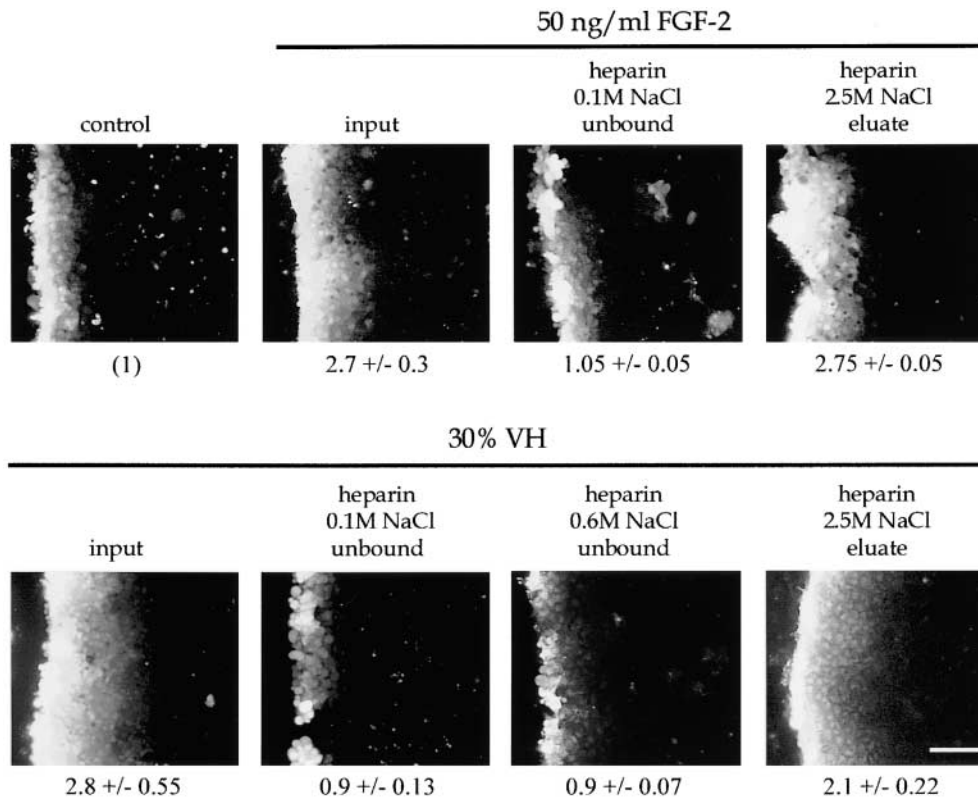 50 ng/ml FGF-2
control
input
heparin
0.1M NaCl
unbound
heparin
2.5M NaCl
eluate
(1)
2.7 +/- 0.3
1.05 +/- 0.05
2.75 +/- 0.05
30% VH
input
heparin
0.1M NaCl
unbound
heparin
0.6M NaCl
unbound
heparin
2.5M NaCl
eluate
2.8 +/- 0.55
0.9 +/- 0.13
0.9 +/- 0.07
2.1 +/- 0.22